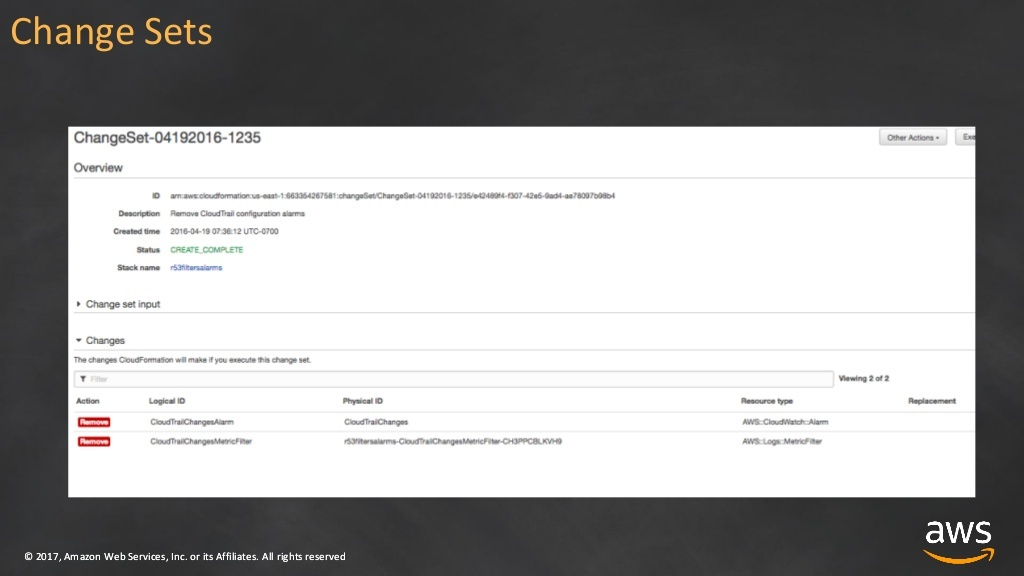 Change Sets
ChangeSet-04192016-1235
Other Actions
Exe
Overview
ID arn:aws:cloudformation:us-east-1:663354267581:changeSet/ChangeSet-04192016-1235/e42489f4-f307-42e5-9ad4-ae78097b98b4
Description Remove CloudTrail configuration alarms
Created time 2016-04-19 07:36:12 UTC-0700
Status CREATE_COMPLETE
Stack name r53filtersalarms
Change set input
Changes
The changes CloudFormation will make if you execute this change set.
Filter Viewing 2 of 2
Action Logical ID Physical ID Resource type Replacement
Remove CloudTrailChangesAlarm CloudTrailChanges AWS::CloudWatch::Alarm
Remove CloudTrailChangesMetricFilter r53filtersalarms-CloudTrailChangesMetricFilter-CH3PPCBLKVH9 AWS::Logs::MetricFilter
aws
© 2017, Amazon Web Services, Inc. or its Affiliates. All rights reserved